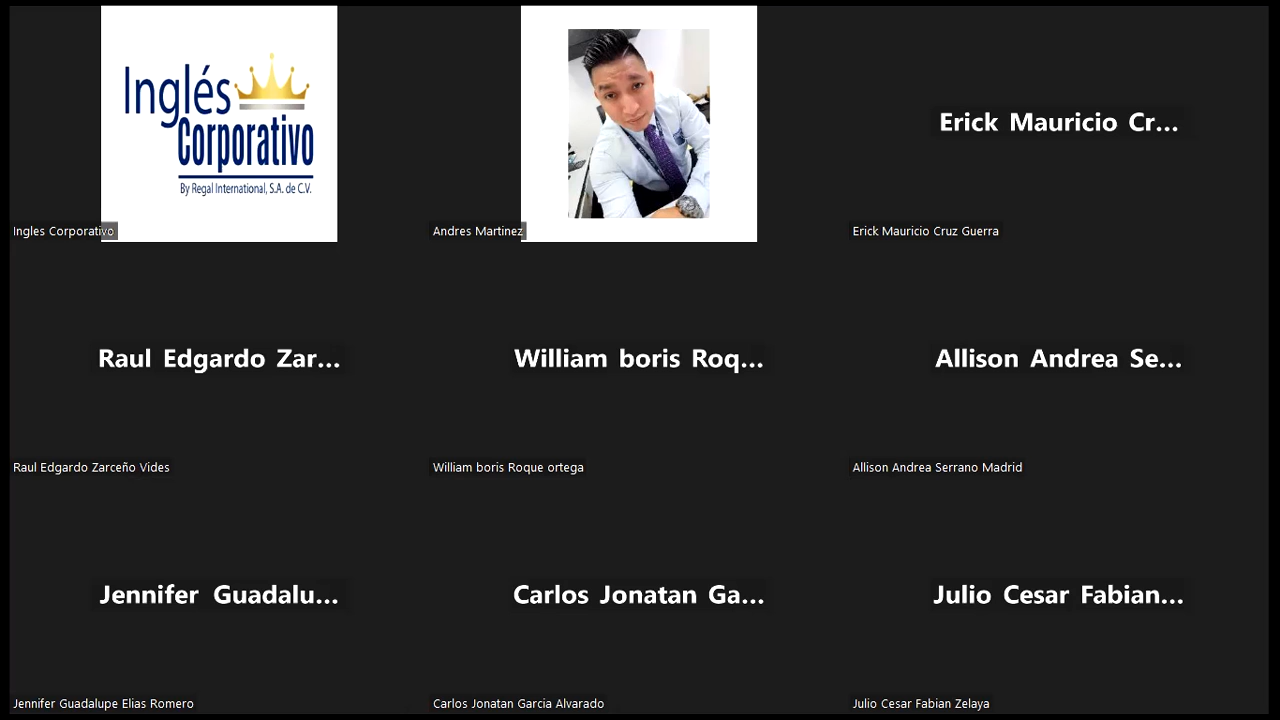 Inglés
Corporativo
By Regal International, S.A. de C.V.
Ingles Corporativo
Andres Martinez
Erick Mauricio Cr...
Erick Mauricio Cruz Guerra
Raul Edgardo Zar...
Raul Edgardo Zarceño Vides
William boris Roq...
William boris Roque ortega
Allison Andrea Se...
Allison Andrea Serrano Madrid
Jennifer Guadalu...
Jennifer Guadalupe Elias Romero
Carlos Jonatan Ga...
Carlos Jonatan Garcia Alvarado
Julio Cesar Fabian...
Julio Cesar Fabian Zelaya